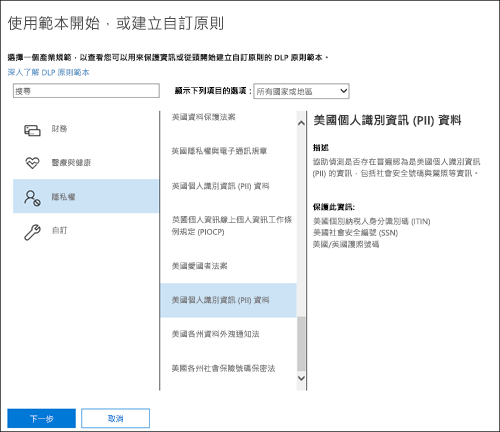 使用範本開始，或建立自訂原則
選擇一個產業規範，以查看您可以用來保護資訊或從頭開始建立自訂原則的 DLP 原則範本。
深入了解 DLP 原則範本
搜尋
顯示下列項目的選項：
所有國家或地區
財務
醫療與健康
隱私權
自訂
英國資料保護法案
英國隱私權與電子通訊規章
英國個人識別資訊 (PII) 資料
英國個人資訊線上個人資訊工作條
例規定 (PIOCP)
美國愛國者法案
美國個人識別資訊 (PII) 資料
美國各州資料外洩通知法
美國各州社會保險號碼保密法
美國個人識別資訊 (PII) 資料
描述
協助偵測是否存在普遍認為是美國個人識別資訊
(PII) 的資訊，包括社會安全號碼與駕照等資訊。
保護此資訊:
美國個別納稅人身分識別碼 (ITIN)
美國社會安全編號 (SSN)
美國/英國護照號碼
下一步
取消